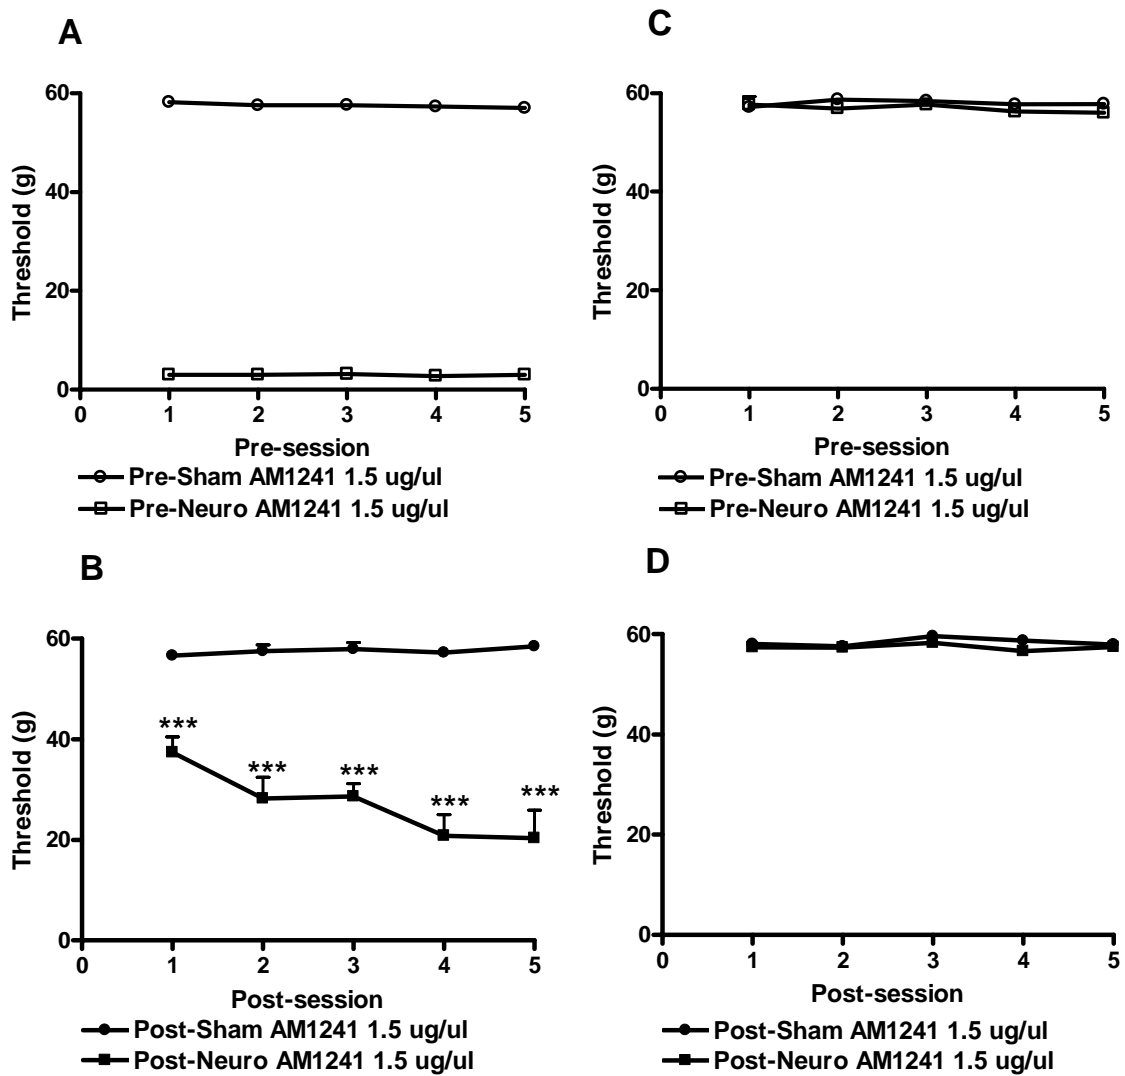 A
60
40
20
0
Threshold (g)
0 1 2 3 4 5
Pre-session
Pre-Sham AM1241 1.5 ug/ul
Pre-Neuro AM1241 1.5 ug/ul
C
60
40
20
0
Threshold (g)
0 1 2 3 4 5
Pre-session
Pre-Sham AM1241 1.5 ug/ul
Pre-Neuro AM1241 1.5 ug/ul
B
60
40
20
0
Threshold (g)
***
***
***
***
***
0 1 2 3 4 5
Post-session
Post-Sham AM1241 1.5 ug/ul
Post-Neuro AM1241 1.5 ug/ul
D
60
40
20
0
Threshold (g)
0 1 2 3 4 5
Post-session
Post-Sham AM1241 1.5 ug/ul
Post-Neuro AM1241 1.5 ug/ul